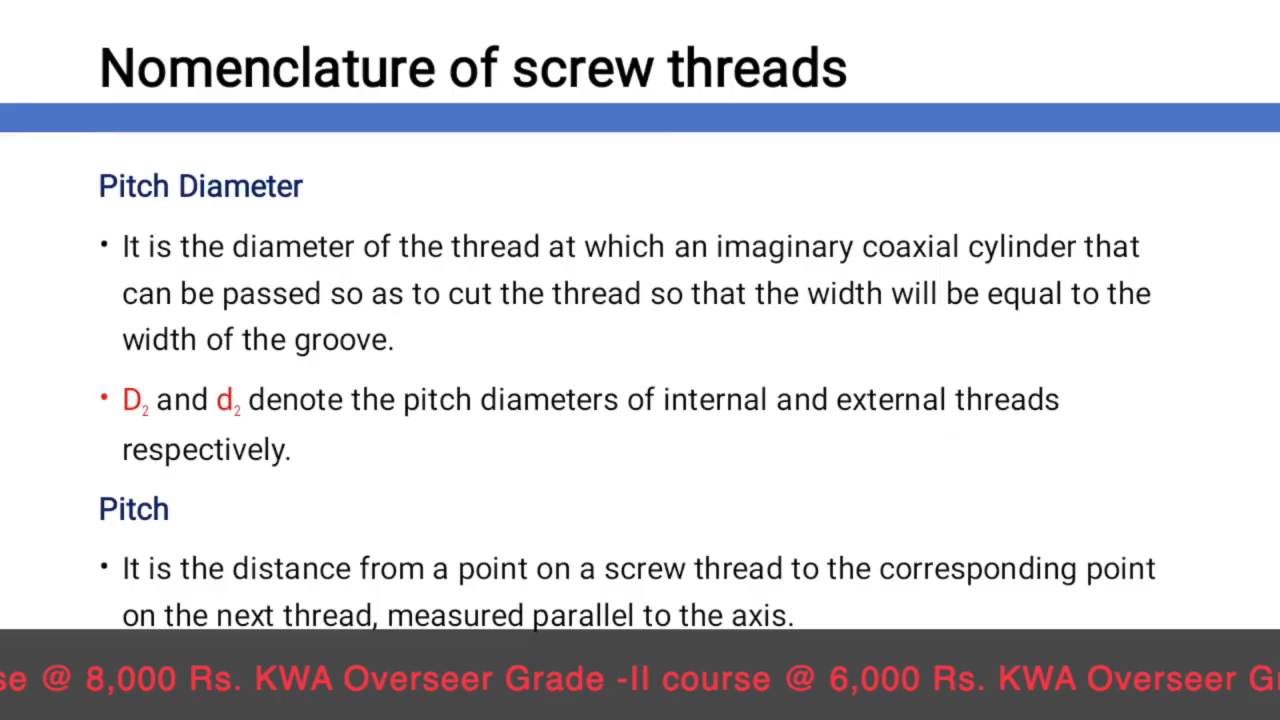 Nomenclature of screw threads
Pitch Diameter
• It is the diameter of the thread at which an imaginary coaxial cylinder that
can be passed so as to cut the thread so that the width will be equal to the
width of the groove.
• D₂ and d₂ denote the pitch diameters of internal and external threads
respectively.
Pitch
• It is the distance from a point on a screw thread to the corresponding point
on the next thread, measured parallel to the axis.
se @ 8,000 Rs. KWA Overseer Grade -II course @ 6,000 Rs. KWA Overseer G